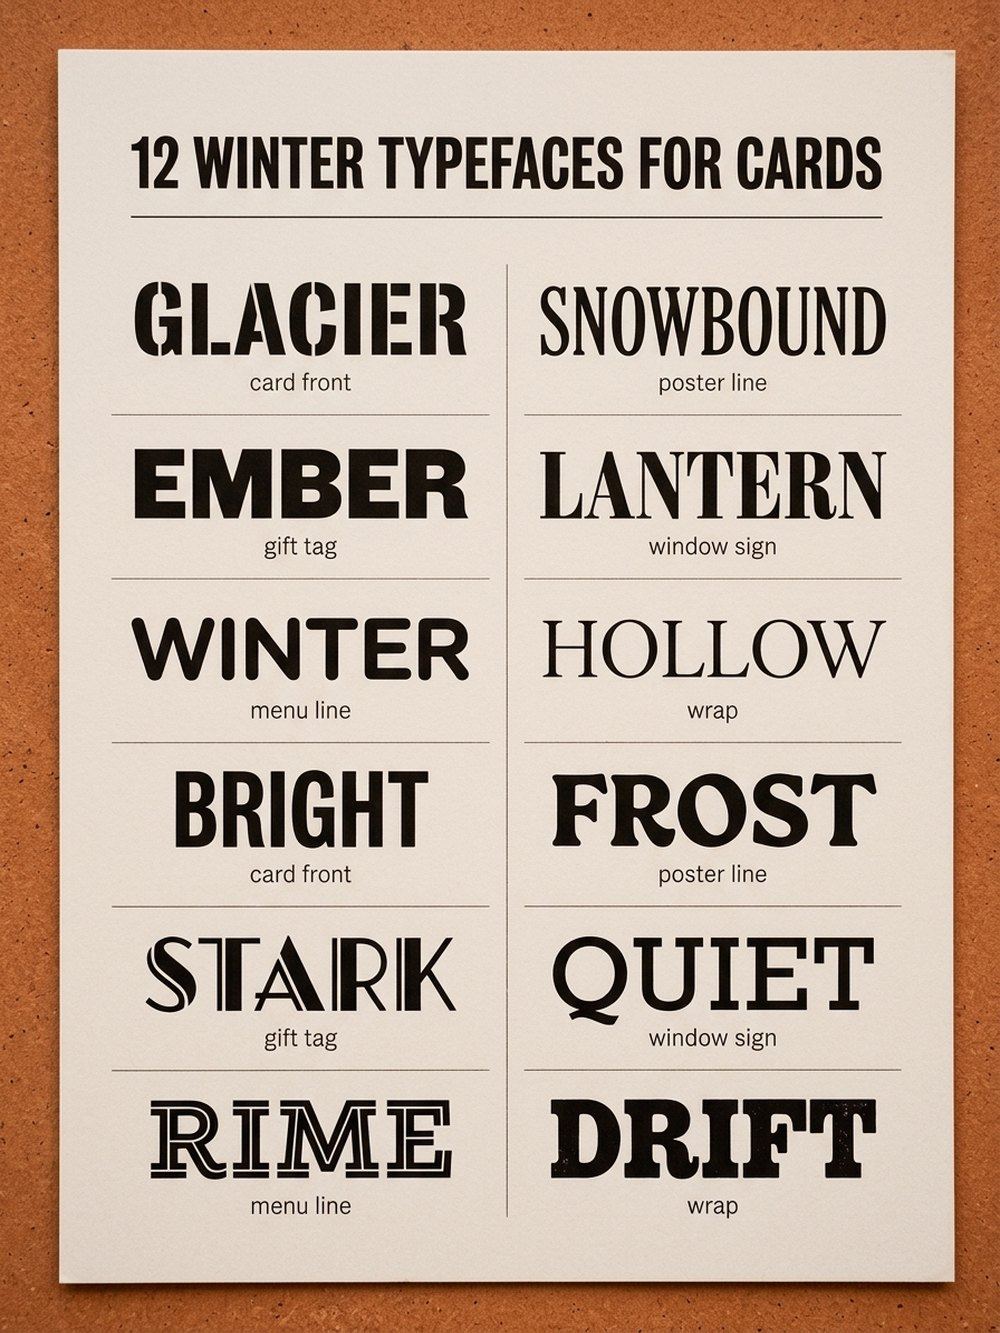 12 WINTER TYPEFACES FOR CARDS
GLACIER
card front
SNOWBOUND
poster line
EMBER
gift tag
LANTERN
window sign
WINTER
menu line
HOLLOW
wrap
BRIGHT
card front
FROST
poster line
STARK
gift tag
QUIET
window sign
RIME
menu line
DRIFT
wrap